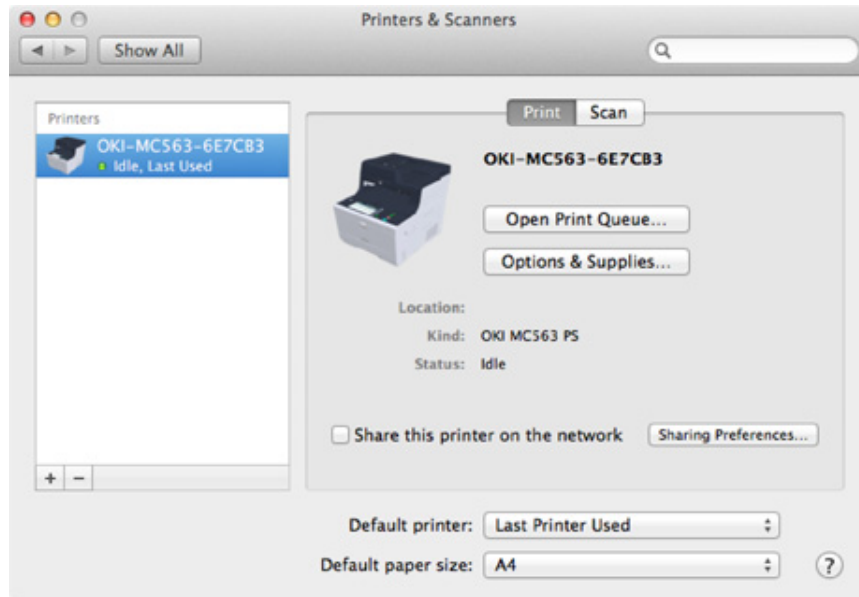 Printers & Scanners
Show All
Printers
OKI-MC563-6E7CB3
Idle, Last Used
Print Scan
OKI-MC563-6E7CB3
Open Print Queue...
Options & Supplies...
Location:
Kind: OKI MC563 PS
Status: Idle
Share this printer on the network Sharing Preferences...
+ −
Default printer: Last Printer Used
Default paper size: A4 ?